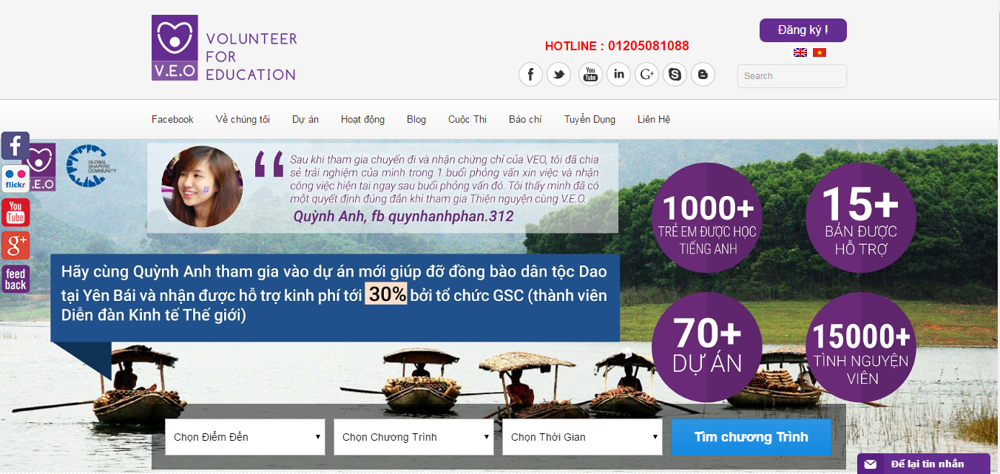 V.E.O
VOLUNTEER
FOR
EDUCATION
HOTLINE : 01205081088
Đăng ký !
You
Tube
in
G+
S
B
Search
Facebook
Về chúng tôi
Dự án
Hoạt động
Blog
Cuộc Thi
Báo chí
Tuyển Dụng
Liên Hệ
f
flickr
You
Tube
g+
feed
back
.E.O
GLOBAL
SHAPERS
COMMUNITY
Sau khi tham gia chuyến đi và nhận chứng chỉ của VEO, tôi đã chia
sẻ trải nghiệm của mình trong 1 buổi phỏng vấn xin việc và nhận
công việc hiện tai ngay sau buổi phỏng vấn đó. Tôi thấy mình đã có
một quyết định đúng đắn khi tham gia Thiện nguyện cùng V.E.O.
Quỳnh Anh, fb quynhanhphan.312
Hãy cùng Quỳnh Anh tham gia vào dự án mới giúp đỡ đồng bào dân tộc Dao
tại Yên Bái và nhận được hỗ trợ kinh phí tới 30% bởi tổ chức GSC (thành viên
Diễn đàn Kinh tế Thế giới)
1000+
TRẺ EM ĐƯỢC HỌC
TIẾNG ANH
15+
BẢN ĐƯỢC
HỖ TRỢ
70+
DỰ ÁN
15000+
TÌNH NGUYỆN
VIÊN
Chọn Điểm Đến
Chọn Chương Trình
Chọn Thời Gian
Tìm chương Trình
Để lại tin nhắn